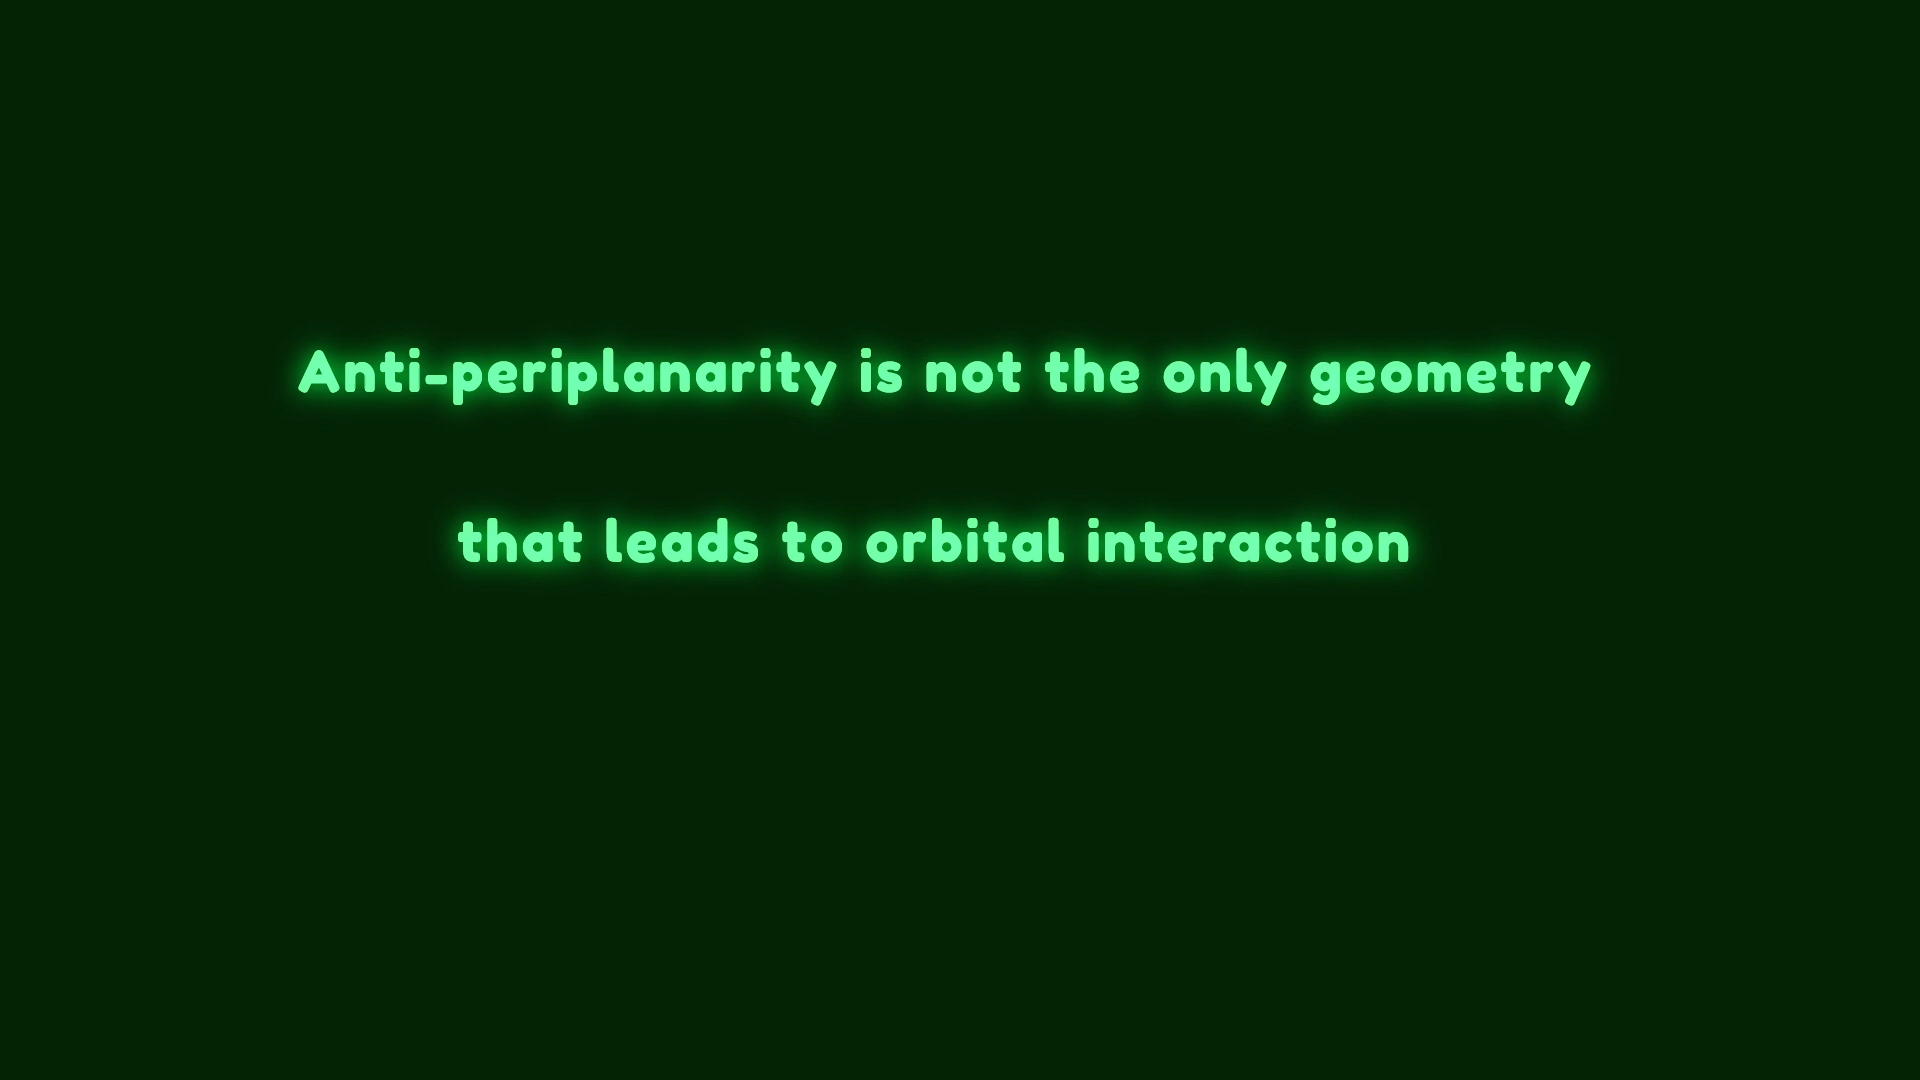 Anti-periplanarity is not the only geometry
that leads to orbital interaction